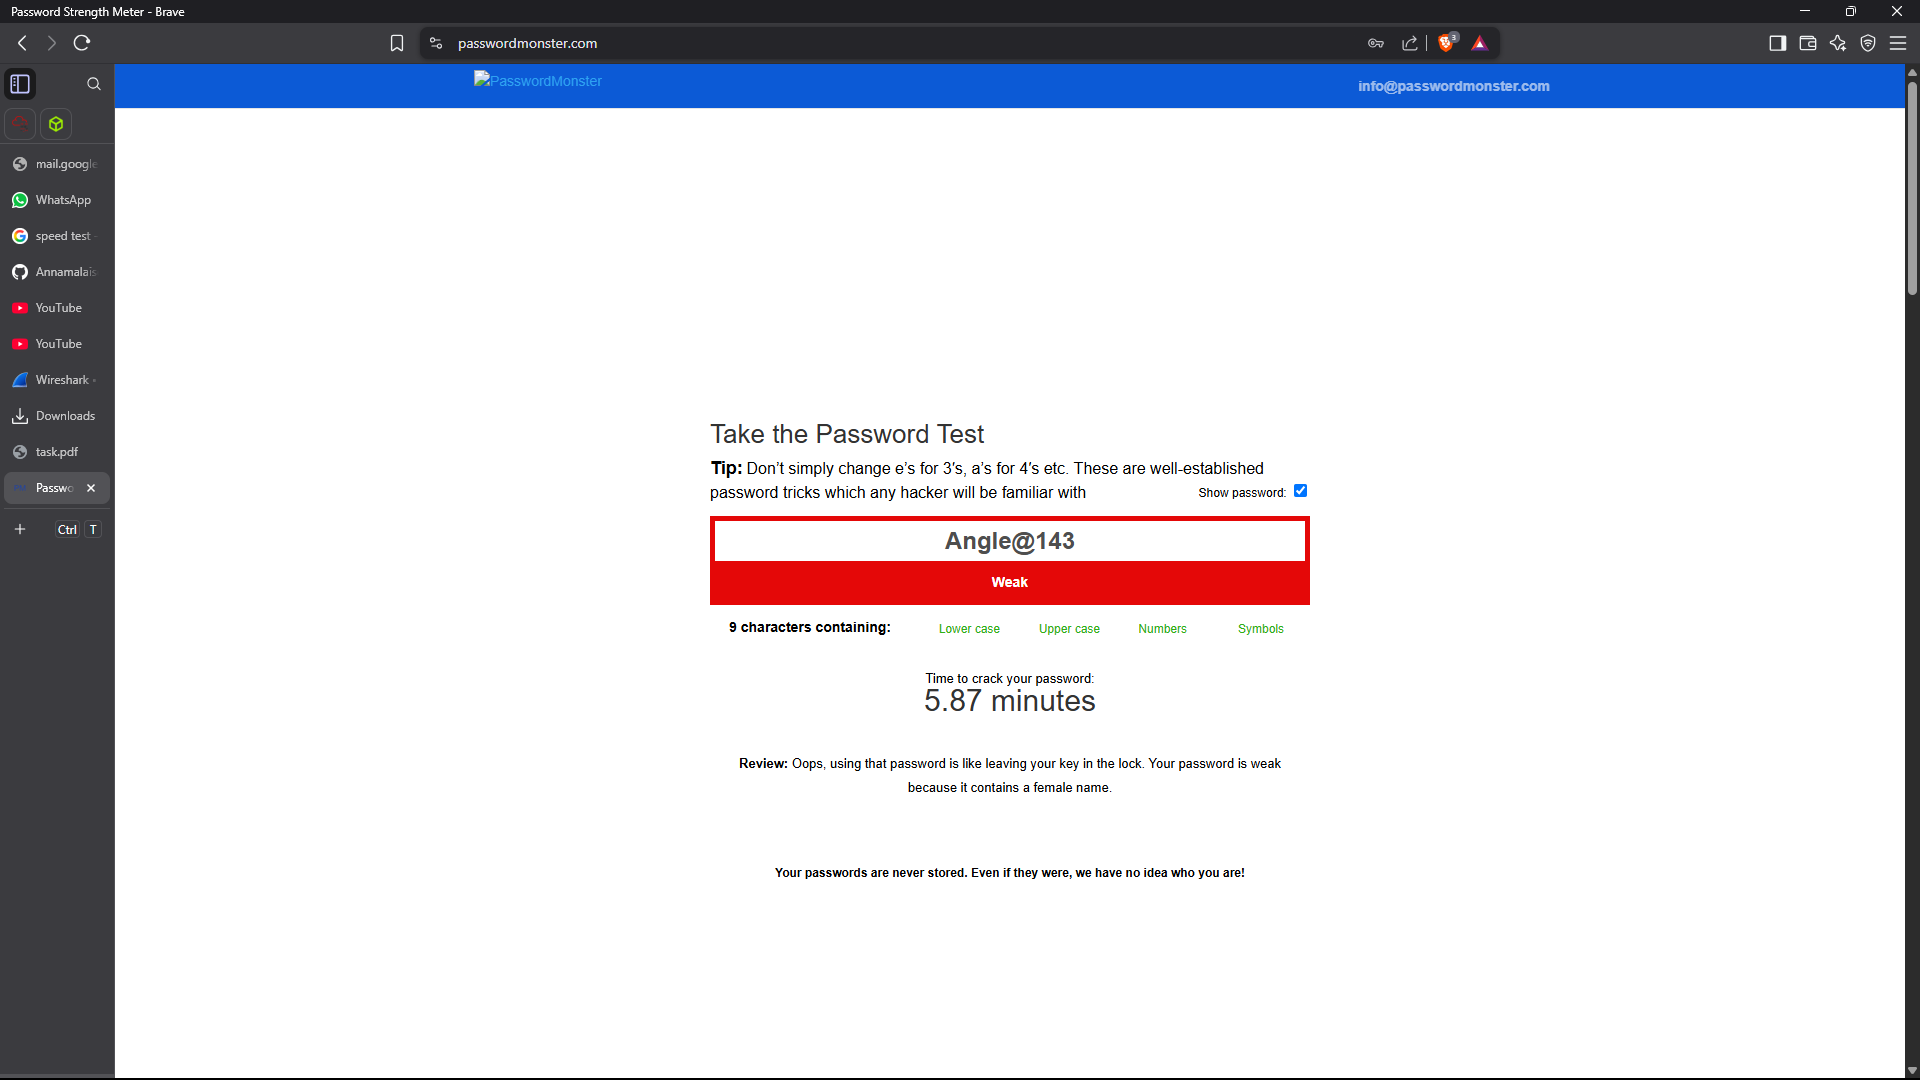 Password Strength Meter - Brave
passwordmonster.com
3
PasswordMonster
info@passwordmonster.com
mail.google
WhatsApp
speed test
Annamalais
YouTube
YouTube
Wireshark
Downloads
task.pdf
Passwo
Ctrl T
Take the Password Test
Tip: Don't simply change e's for 3's, a's for 4's etc. These are well-established
password tricks which any hacker will be familiar with
Show password:
Angle@143
Weak
9 characters containing: Lower case Upper case Numbers Symbols
Time to crack your password:
5.87 minutes
Review: Oops, using that password is like leaving your key in the lock. Your password is weak
because it contains a female name.
Your passwords are never stored. Even if they were, we have no idea who you are!